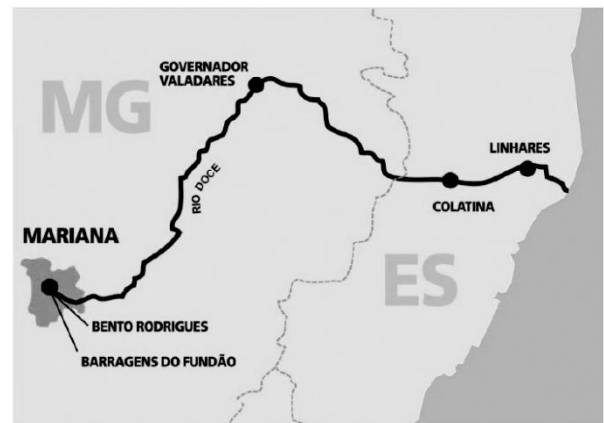 GOVERNADOR
VALADARES
MG
LINHARES
RIO DOCE
COLATINA
MARIANA
ES
BENTO RODRIGUES
BARRAGENS DO FUNDÃO